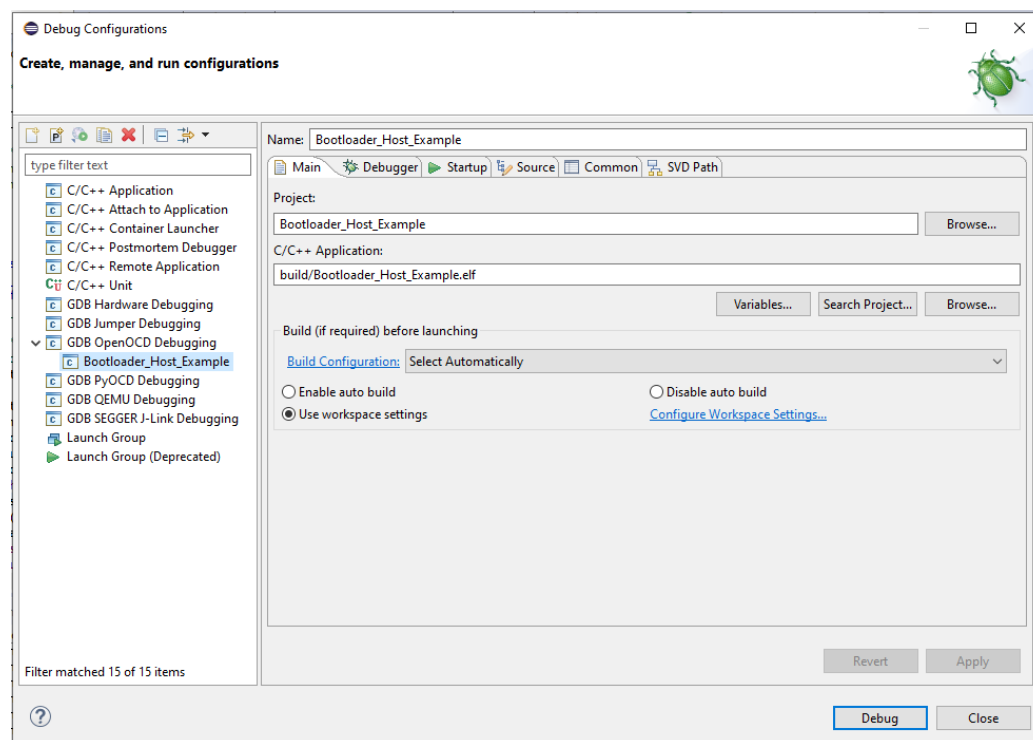 Debug Configurations
Create, manage, and run configurations
type filter text
C/C++ Application
C/C++ Attach to Application
C/C++ Container Launcher
C/C++ Postmortem Debugger
C/C++ Remote Application
C/C++ Unit
GDB Hardware Debugging
GDB Jumper Debugging
GDB OpenOCD Debugging
Bootloader_Host_Example
GDB PyOCD Debugging
GDB QEMU Debugging
GDB SEGGER J-Link Debugging
Launch Group
Launch Group (Deprecated)
Filter matched 15 of 15 items
Name: Bootloader_Host_Example
Main Debugger Startup Source Common SVD Path
Project:
Bootloader_Host_Example Browse...
C/C++ Application:
build/Bootloader_Host_Example.elf
Variables... Search Project... Browse...
Build (if required) before launching
Build Configuration: Select Automatically
Enable auto build Disable auto build
Use workspace settings Configure Workspace Settings...
Revert Apply
Debug Close